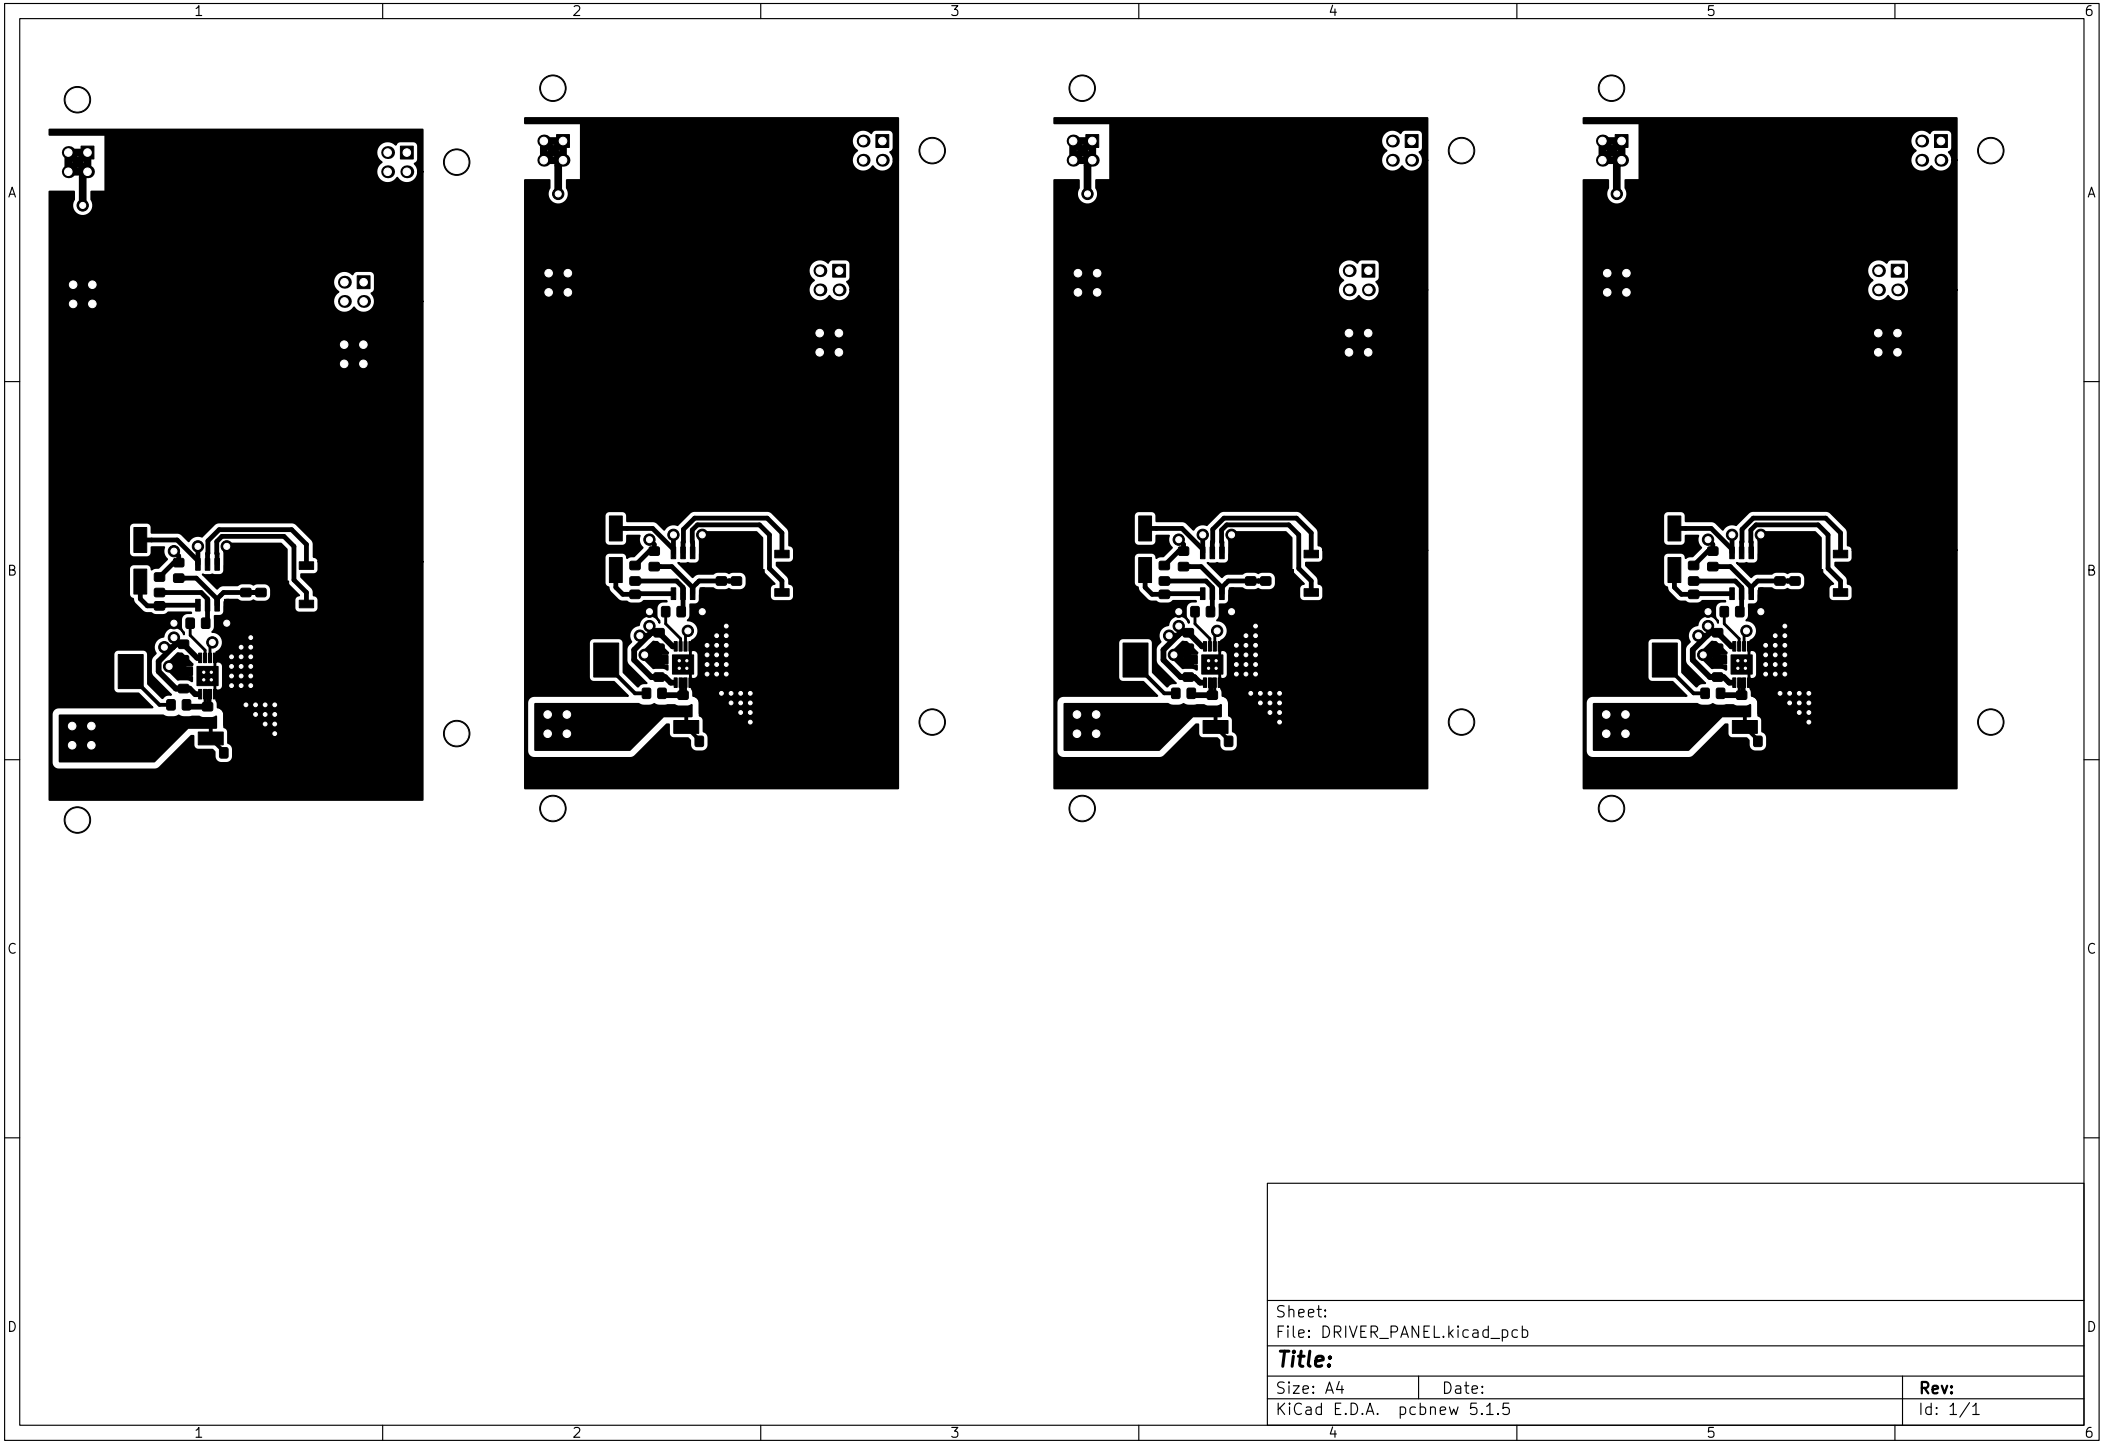 1 2 3 4 5 6
A A
B B
C C
D D
Sheet:
File: DRIVER_PANEL.kicad_pcb
Title:
Size: A4 Date: Rev:
KiCad E.D.A. pcbnew 5.1.5 Id: 1/1
1 2 3 4 5 6